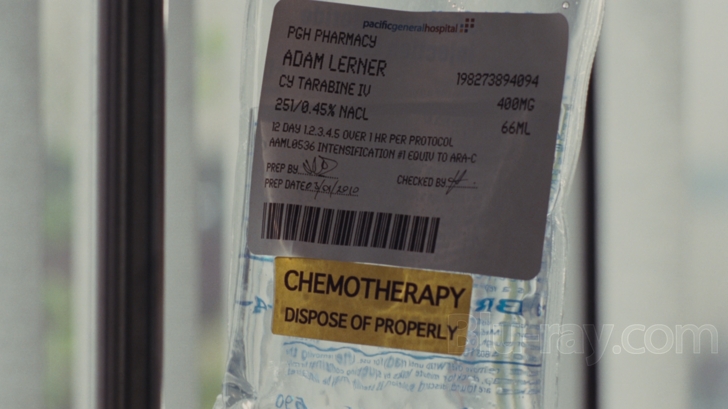 pacificgeneralhospital
PGH PHARMACY
ADAM LERNER
CYTARABINE IV 198273894094
251/0.45% NACL 400MG
66ML
12 DAY 1.2.3.4.5 OVER 1 HR PER PROTOCOL
AAML0536 INTENSIFICATION #1 EQUIV TO ARA-C
PREP BY: CHECKED BY:
PREP DATE:
CHEMOTHERAPY
DISPOSE OF PROPERLY
Blu-ray.com